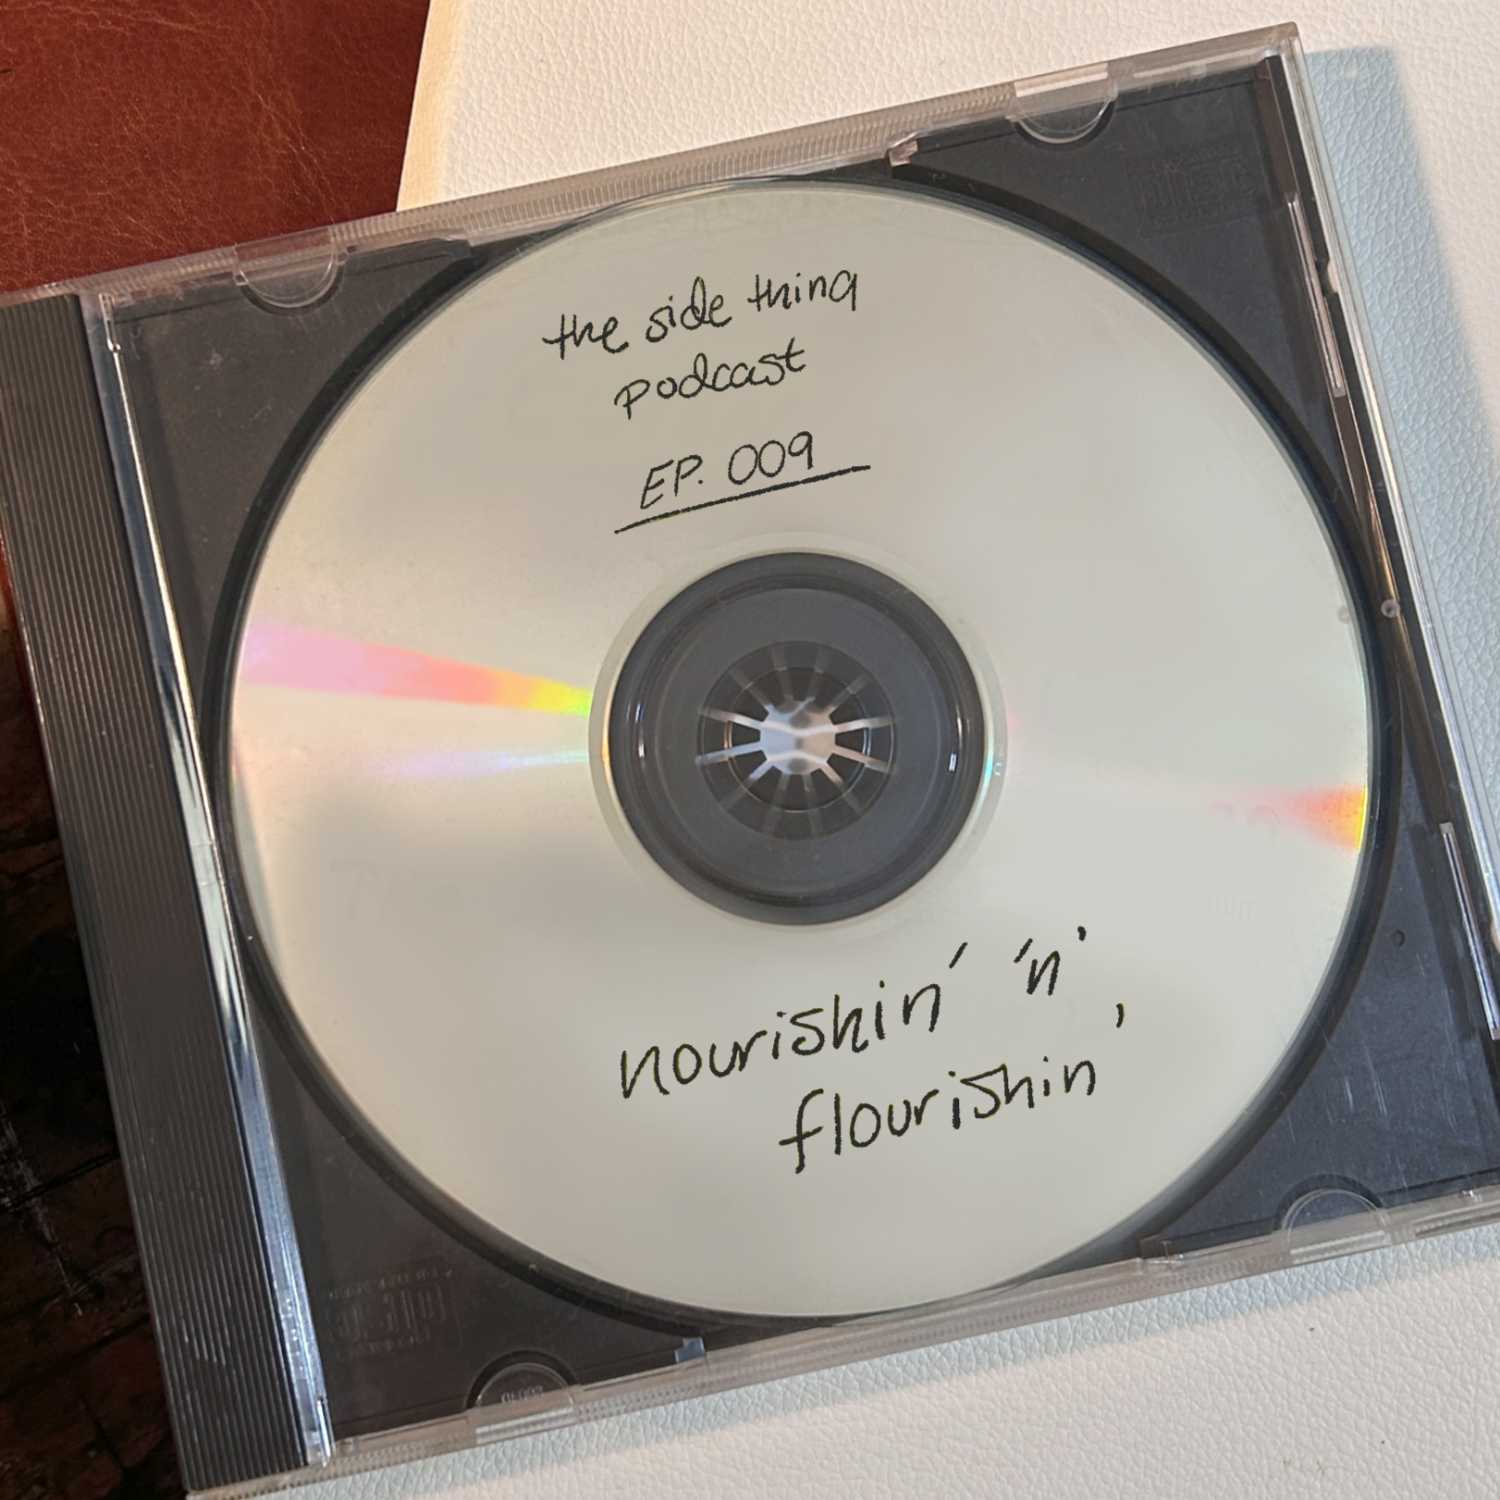 the side thing
podcast
EP. 009
nourishin' 'n'
flourishin'